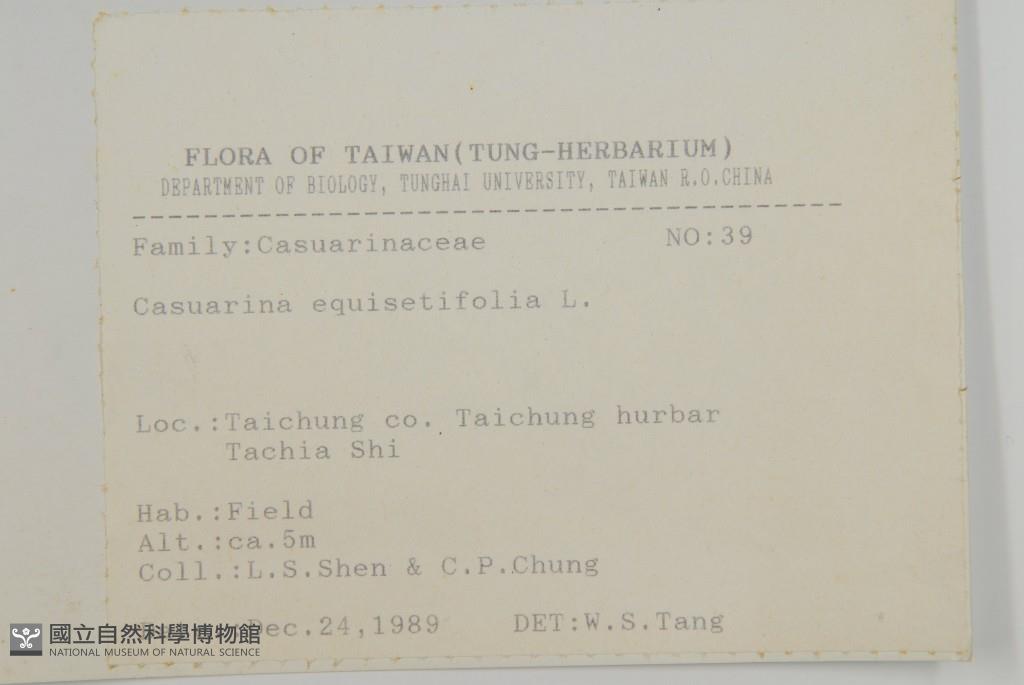 FLORA OF TAIWAN(TUNG-HERBARIUM)
DEPARTMENT OF BIOLOGY, TUNGHAI UNIVERSITY, TAIWAN R.O.CHINA
Family:Casuarinaceae NO:39
Casuarina equisetifolia L.
Loc.:Taichung co. Taichung hurbar
Tachia Shi
Hab.:Field
Alt.:ca.5m
Coll.:L.S.Shen & C.P.Chung
Dec.24,1989 DET:W.S.Tang
國立自然科學博物館
NATIONAL MUSEUM OF NATURAL SCIENCE